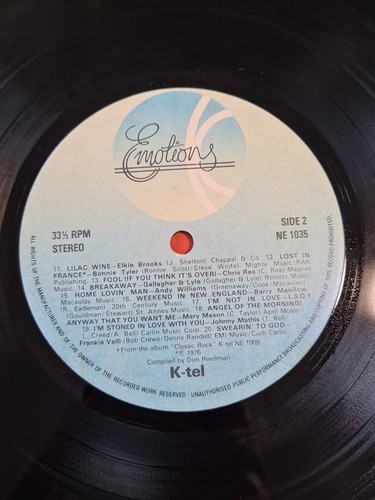 Emotions
33⅓ RPM
STEREO
SIDE 2
NE 1035
11. LILAC WINE–Elkie Brooks (J. Shelton) Chappal & Co. 12. LOST IN
FRANCE*–Bonnie Tyler (Ronnie Scott/Steve Wolfe) Mighty Music/RAK
Publishing. 13. FOOL (IF YOU THINK IT'S OVER)–Chris Rea (C. Rea) Magnet
Music. 14. BREAKAWAY–Gallagher & Lyle (Gallagher & Lyle) Rondor Music.
15. HOME LOVIN' MAN–Andy Williams (Greenaway/Cook/Macaulay)
Macaulay Music. 16. WEEKEND IN NEW ENGLAND–Barry Manilow
(R. Eadleman) 20th Century Music. 17. I'M NOT IN LOVE–L.S.O.†
(Gouldman/Stewart) St. Annes Music. 18. ANGEL OF THE MORNING/
ANYWAY THAT YOU WANT ME–Mary Mason (C. Taylor) April Music.
19. I'M STONED IN LOVE WITH YOU–Johnny Mathis (T. Bell/
L. Creed/A. Bell) Carlin Music Corp. 20. SWEARIN' TO GOD–
Frankie Valli (Bob Crewe/Denny Randell) EMI Music/Curb Carlin.
† From the album "Classic Rock" K-tel NE 1009
*℗ 1976
Compiled by Don Reedman
K-tel
ALL RIGHTS OF THE MANUFACTURER AND OF THE OWNER OF THE RECORDED WORK RESERVED · UNAUTHORISED PUBLIC PERFORMANCE BROADCASTING AND COPYING OF THIS RECORD PROHIBITED.